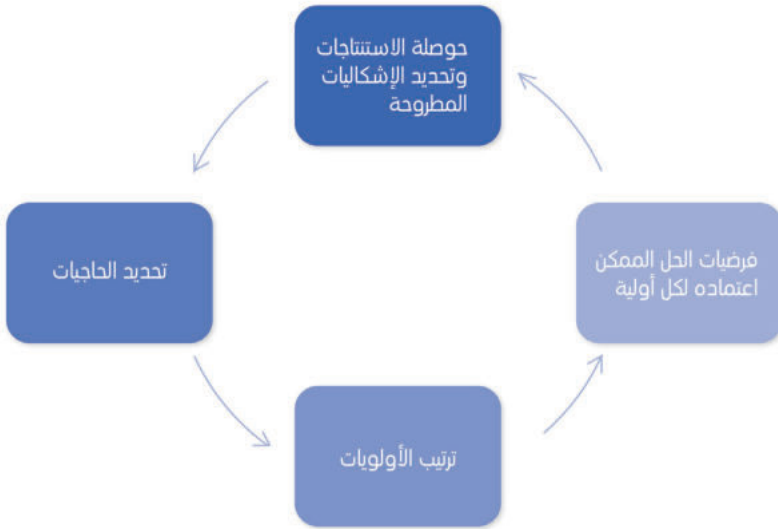 حوصلة الاستنتاجات
وتحديد الإشكاليات
المطروحة
تحديد الحاجيات
ترتيب الأولويات
فرضيات الحل الممكن
اعتماده لكل أولية